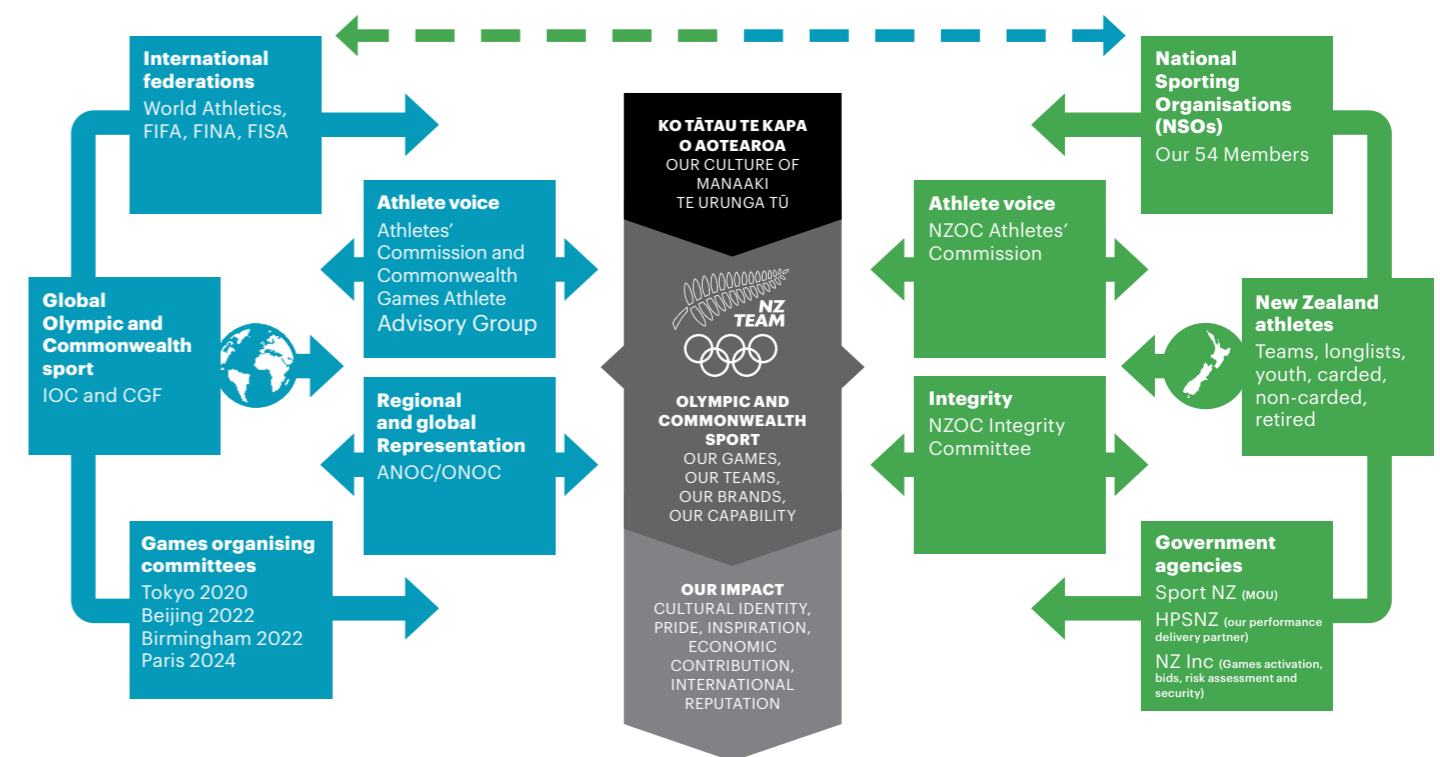 International
federations
World Athletics,
FIFA, FINA, FISA
Athlete voice
Athletes'
Commission and
Commonwealth
Games Athlete
Advisory Group
Global
Olympic and
Commonwealth
sport
IOC and CGF
Regional
and global
Representation
ANOC/ONOC
Games organising
committees
Tokyo 2020
Beijing 2022
Birmingham 2022
Paris 2024
KO TĀTAU TE KAPA
O AOTEAROA
OUR CULTURE OF
MANAAKI
TE URUNGA TŪ
NZ
TEAM
OLYMPIC AND
COMMONWEALTH
SPORT
OUR GAMES,
OUR TEAMS,
OUR BRANDS,
OUR CAPABILITY
OUR IMPACT
CULTURAL IDENTITY,
PRIDE, INSPIRATION,
ECONOMIC
CONTRIBUTION,
INTERNATIONAL
REPUTATION
National
Sporting
Organisations
(NSOs)
Our 54 Members
Athlete voice
NZOC Athletes'
Commission
New Zealand
athletes
Teams, longlists,
youth, carded,
non-carded,
retired
Integrity
NZOC Integrity
Committee
Government
agencies
Sport NZ (MOU)
HPSNZ (our performance
delivery partner)
NZ Inc (Games activation,
bids, risk assessment and
security)